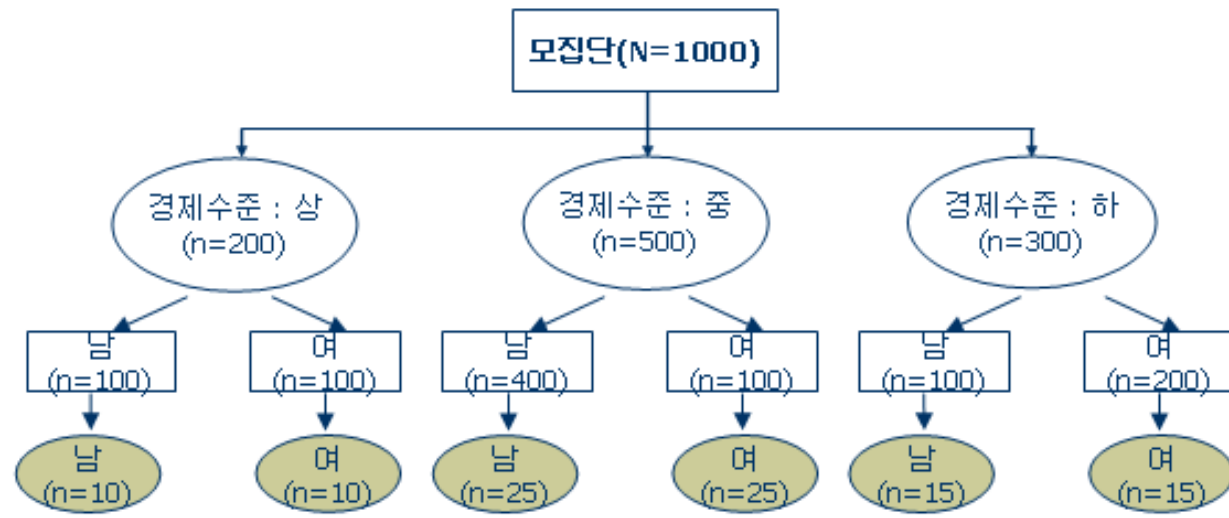 모집단(N=1000)
경제수준 : 상
(n=200)
경제수준 : 중
(n=500)
경제수준 : 하
(n=300)
남
(n=100)
여
(n=100)
남
(n=400)
여
(n=100)
남
(n=100)
여
(n=200)
남
(n=10)
여
(n=10)
남
(n=25)
여
(n=25)
남
(n=15)
여
(n=15)